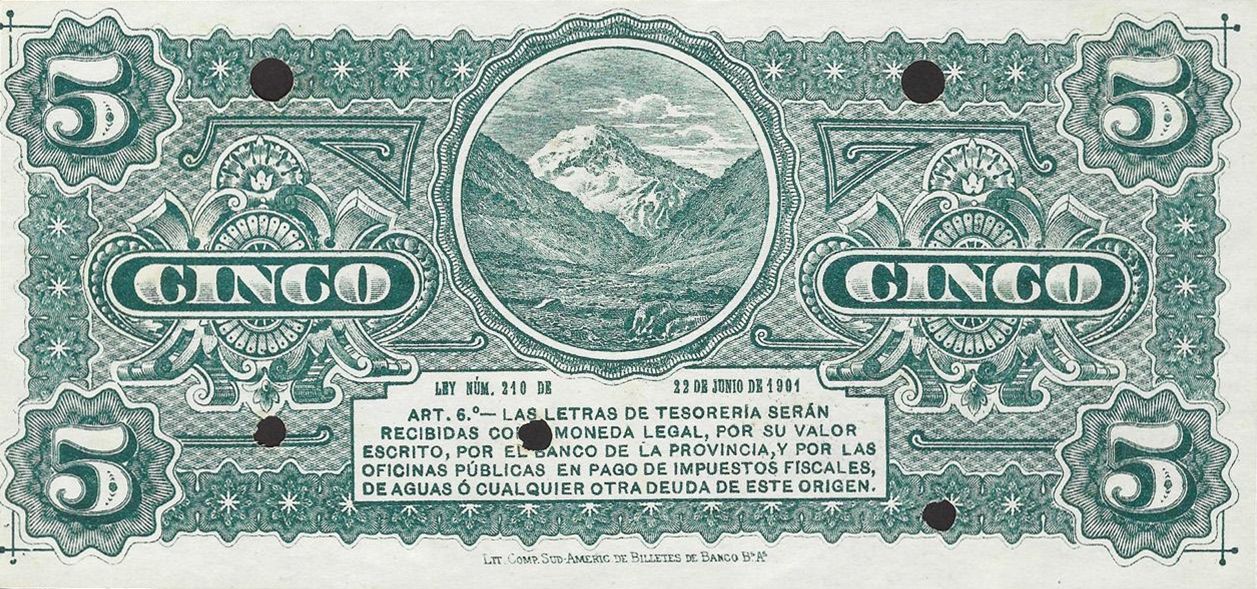 5
5
CINCO
CINCO
LEY NÚM. 210 DE 22 DE JUNIO DE 1901
ART. 6.º— LAS LETRAS DE TESORERÍA SERÁN
RECIBIDAS CO MONEDA LEGAL, POR SU VALOR
ESCRITO, POR EL BANCO DE LA PROVINCIA, Y POR LAS
OFICINAS PÚBLICAS EN PAGO DE IMPUESTOS FISCALES,
DE AGUAS Ó CUALQUIER OTRA DEUDA DE ESTE ORIGEN.
5
5
LIT. COMP. SUD-AMERIC. DE BILLETES DE BANCO Bˢ Aˢ